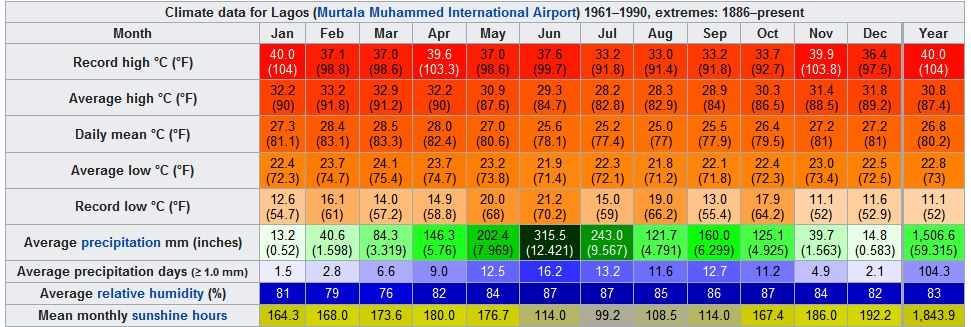 Climate data for Lagos (Murtala Muhammed International Airport) 1961–1990, extremes: 1886–present
Month Jan Feb Mar Apr May Jun Jul Aug Sep Oct Nov Dec Year
Record high °C (°F) 40.0 37.1 37.0 39.6 37.0 37.6 33.2 33.0 33.2 33.7 39.9 36.4 40.0
(104) (98.8) (98.6) (103.3) (98.6) (99.7) (91.8) (91.4) (91.8) (92.7) (103.8) (97.5) (104)
Average high °C (°F) 32.2 33.2 32.9 32.2 30.9 29.3 28.2 28.3 28.9 30.3 31.4 31.8 30.8
(90) (91.8) (91.2) (90) (87.6) (84.7) (82.8) (82.9) (84) (86.5) (88.5) (89.2) (87.4)
Daily mean °C (°F) 27.3 28.4 28.5 28.0 27.0 25.6 25.2 25.0 25.5 26.4 27.2 27.2 26.8
(81.1) (83.1) (83.3) (82.4) (80.6) (78.1) (77.4) (77) (77.9) (79.5) (81) (81) (80.2)
Average low °C (°F) 22.4 23.7 24.1 23.7 23.2 21.9 22.3 21.8 22.1 22.4 23.0 22.5 22.8
(72.3) (74.7) (75.4) (74.7) (73.8) (71.4) (72.1) (71.2) (71.8) (72.3) (73.4) (72.5) (73)
Record low °C (°F) 12.6 16.1 14.0 14.9 20.0 21.2 15.0 19.0 13.0 17.9 11.1 11.6 11.1
(54.7) (61) (57.2) (58.8) (68) (70.2) (59) (66.2) (55.4) (64.2) (52) (52.9) (52)
Average precipitation mm (inches) 13.2 40.6 84.3 146.3 202.4 315.5 243.0 121.7 160.0 125.1 39.7 14.8 1,506.6
(0.52) (1.598) (3.319) (5.76) (7.969) (12.421) (9.567) (4.791) (6.299) (4.925) (1.563) (0.583) (59.315)
Average precipitation days (≥ 1.0 mm) 1.5 2.8 6.6 9.0 12.5 16.2 13.2 11.6 12.7 11.2 4.9 2.1 104.3
Average relative humidity (%) 81 79 76 82 84 87 87 85 86 87 84 82 83
Mean monthly sunshine hours 164.3 168.0 173.6 180.0 176.7 114.0 99.2 108.5 114.0 167.4 186.0 192.2 1,843.9